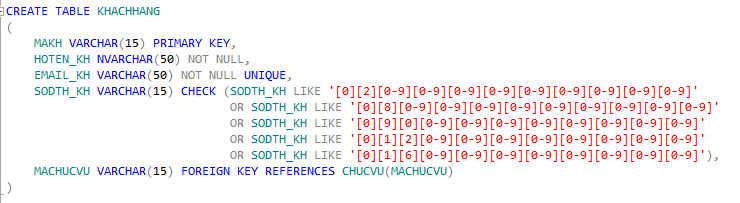 CREATE TABLE KHACHHANG
(
MAKH VARCHAR(15) PRIMARY KEY,
HOTEN_KH NVARCHAR(50) NOT NULL,
EMAIL_KH VARCHAR(50) NOT NULL UNIQUE,
SODTH_KH VARCHAR(15) CHECK (SODTH_KH LIKE '[0][2][0-9][0-9][0-9][0-9][0-9][0-9][0-9][0-9][0-9]'
OR SODTH_KH LIKE '[0][8][0-9][0-9][0-9][0-9][0-9][0-9][0-9][0-9][0-9]'
OR SODTH_KH LIKE '[0][9][0][0-9][0-9][0-9][0-9][0-9][0-9][0-9][0-9]'
OR SODTH_KH LIKE '[0][1][2][0-9][0-9][0-9][0-9][0-9][0-9][0-9][0-9]'
OR SODTH_KH LIKE '[0][1][6][0-9][0-9][0-9][0-9][0-9][0-9][0-9][0-9]'),
MACHUCVU VARCHAR(15) FOREIGN KEY REFERENCES CHUCVU(MACHUCVU)
)